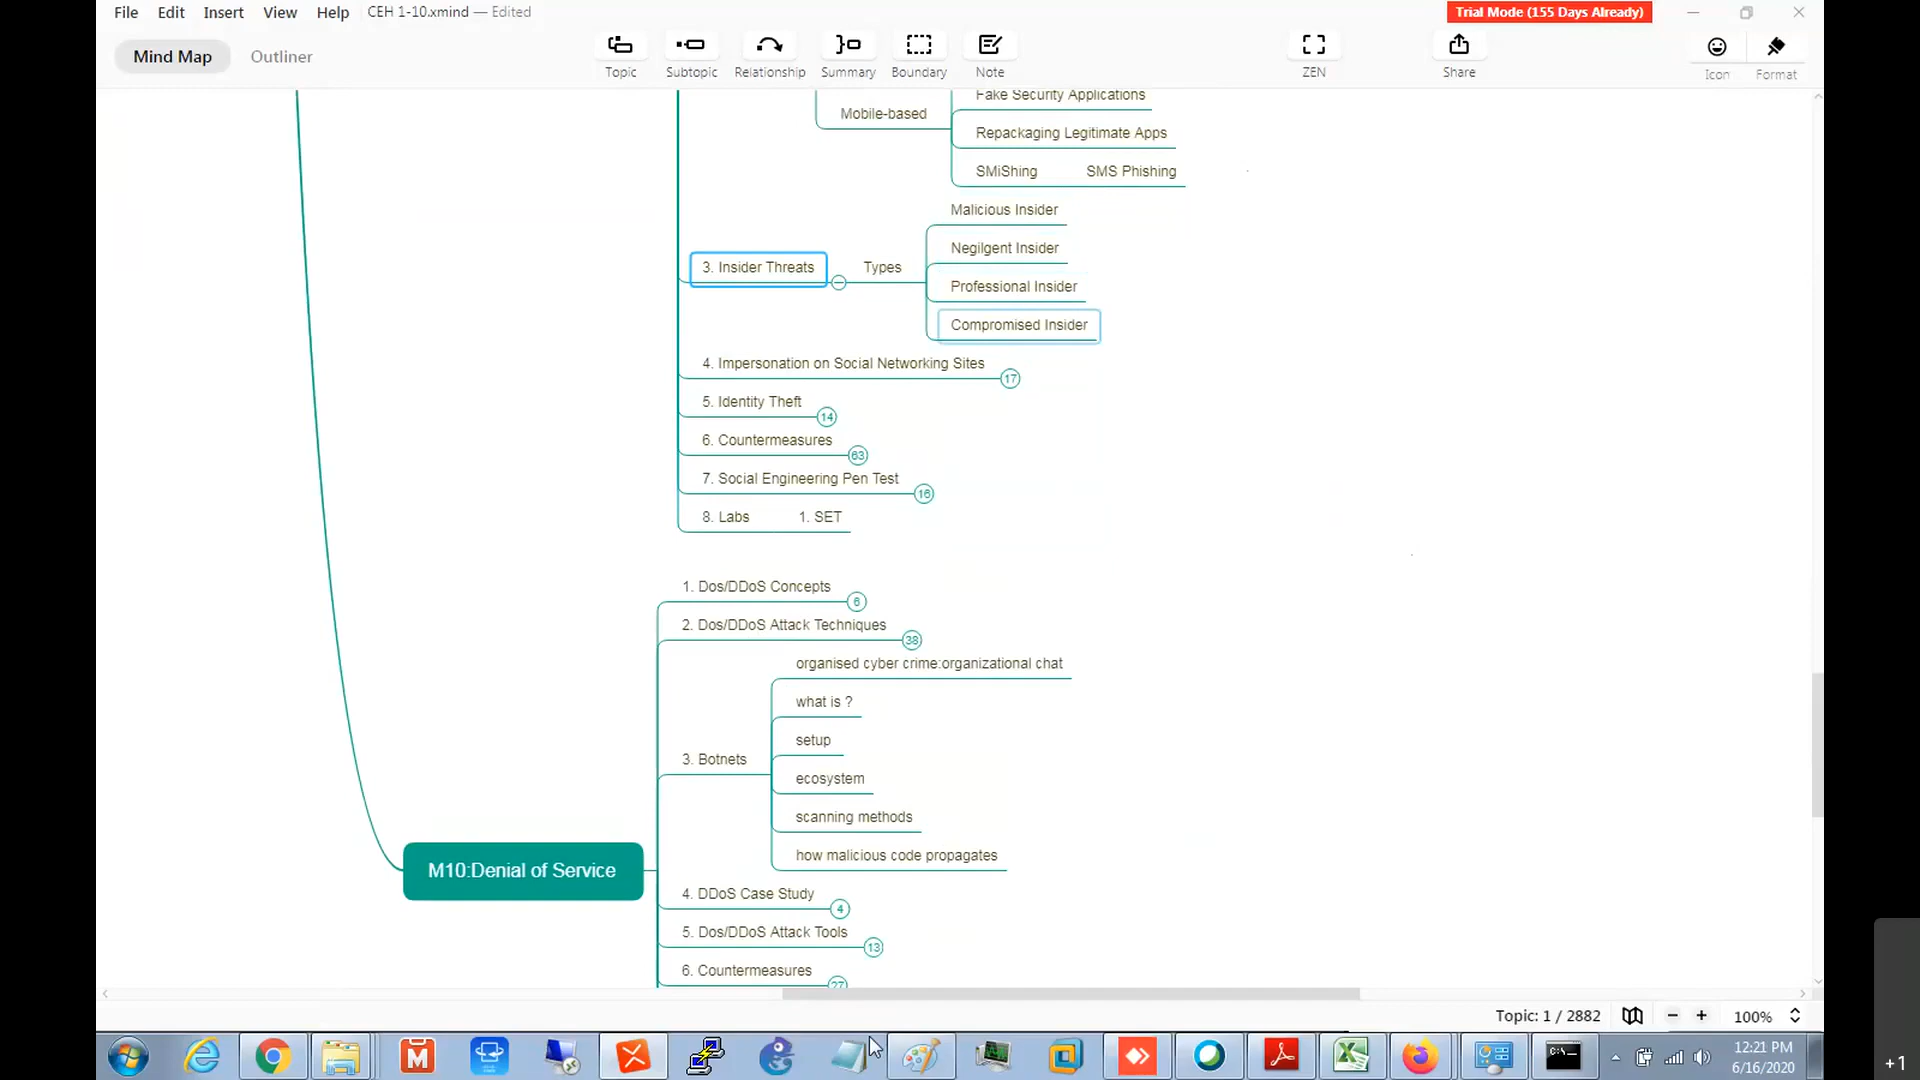 File Edit Insert View Help CEH 1-10.xmind — Edited
Trial Mode (155 Days Already)
Mind Map Outliner
Topic Subtopic Relationship Summary Boundary Note ZEN Share Icon Format
Fake Security Applications
Mobile-based
Repackaging Legitimate Apps
SMiShing SMS Phishing
Malicious Insider
Negilgent Insider
3. Insider Threats Types
Professional Insider
Compromised Insider
4. Impersonation on Social Networking Sites 17
5. Identity Theft 14
6. Countermeasures 63
7. Social Engineering Pen Test 16
8. Labs 1. SET
1. Dos/DDoS Concepts 6
2. Dos/DDoS Attack Techniques 38
organised cyber crime:organizational chat
what is ?
setup
3. Botnets
ecosystem
scanning methods
how malicious code propagates
M10:Denial of Service
4. DDoS Case Study 4
5. Dos/DDoS Attack Tools 13
6. Countermeasures 27
Topic: 1 / 2882 100%
12:21 PM
6/16/2020
+1